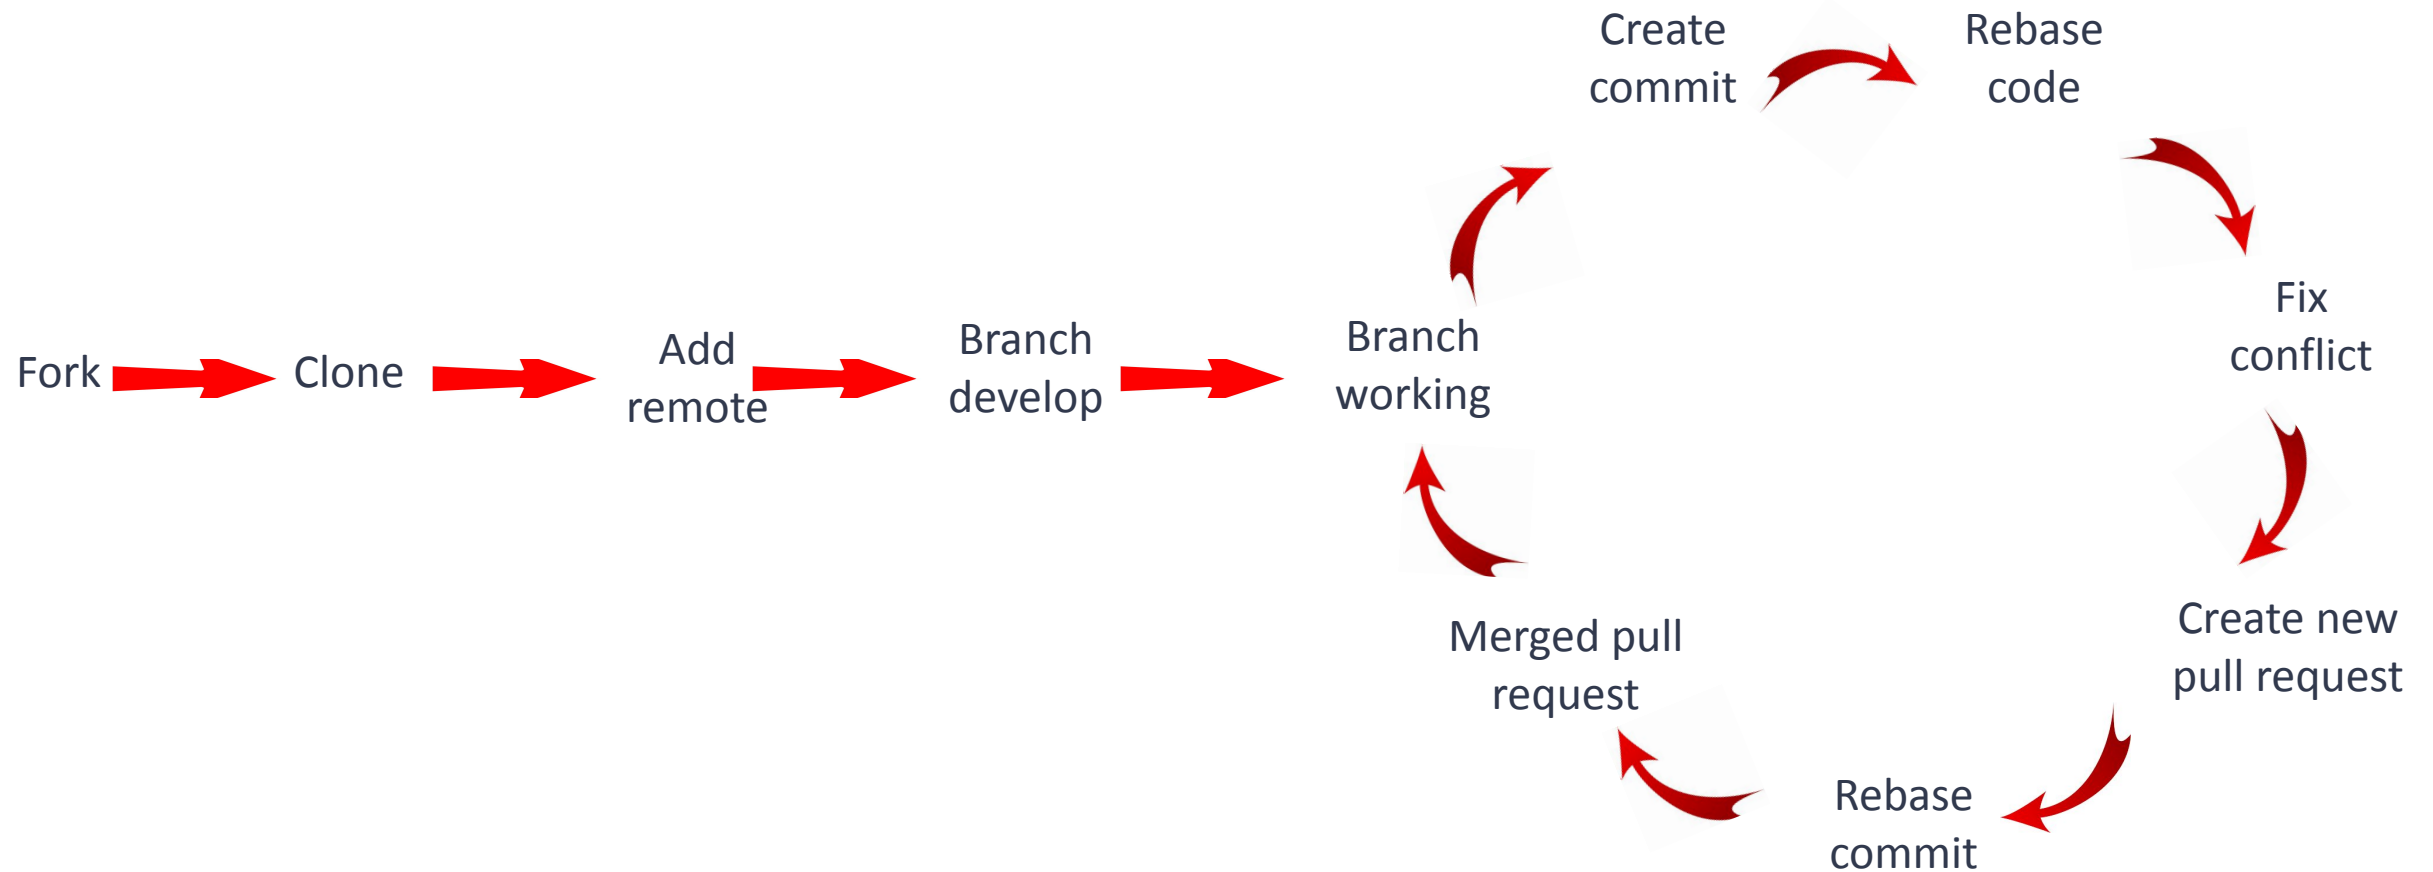 Fork
Clone
Add
remote
Branch
develop
Branch
working
Create
commit
Rebase
code
Fix
conflict
Create new
pull request
Rebase
commit
Merged pull
request